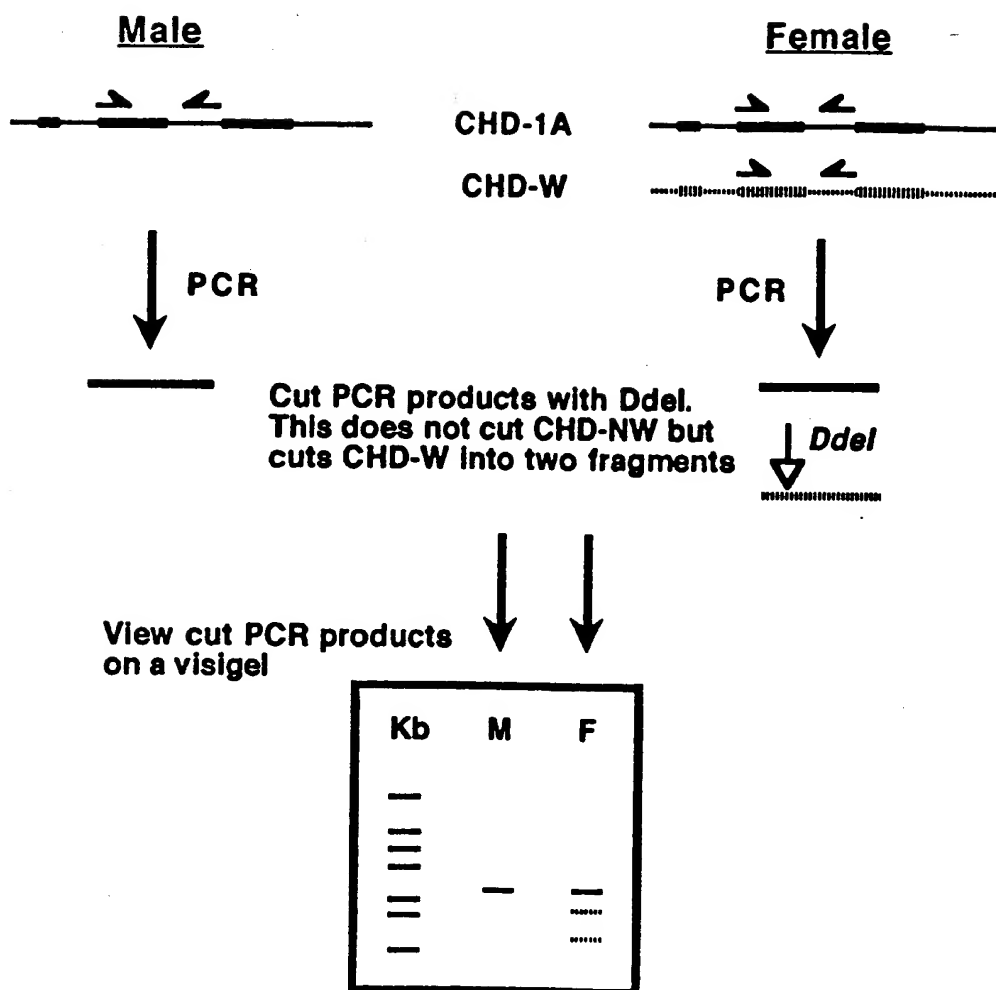 Male
Female
CHD-1A
CHD-W
PCR
PCR
Cut PCR products with DdeI.
This does not cut CHD-NW but
cuts CHD-W into two fragments
DdeI
View cut PCR products
on a visigel
Kb M F